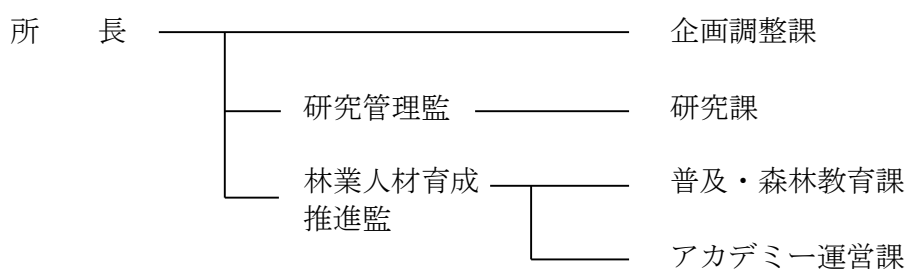 所　　長
企画調整課
研究管理監
研究課
林業人材育成
推進監
普及・森林教育課
アカデミー運営課